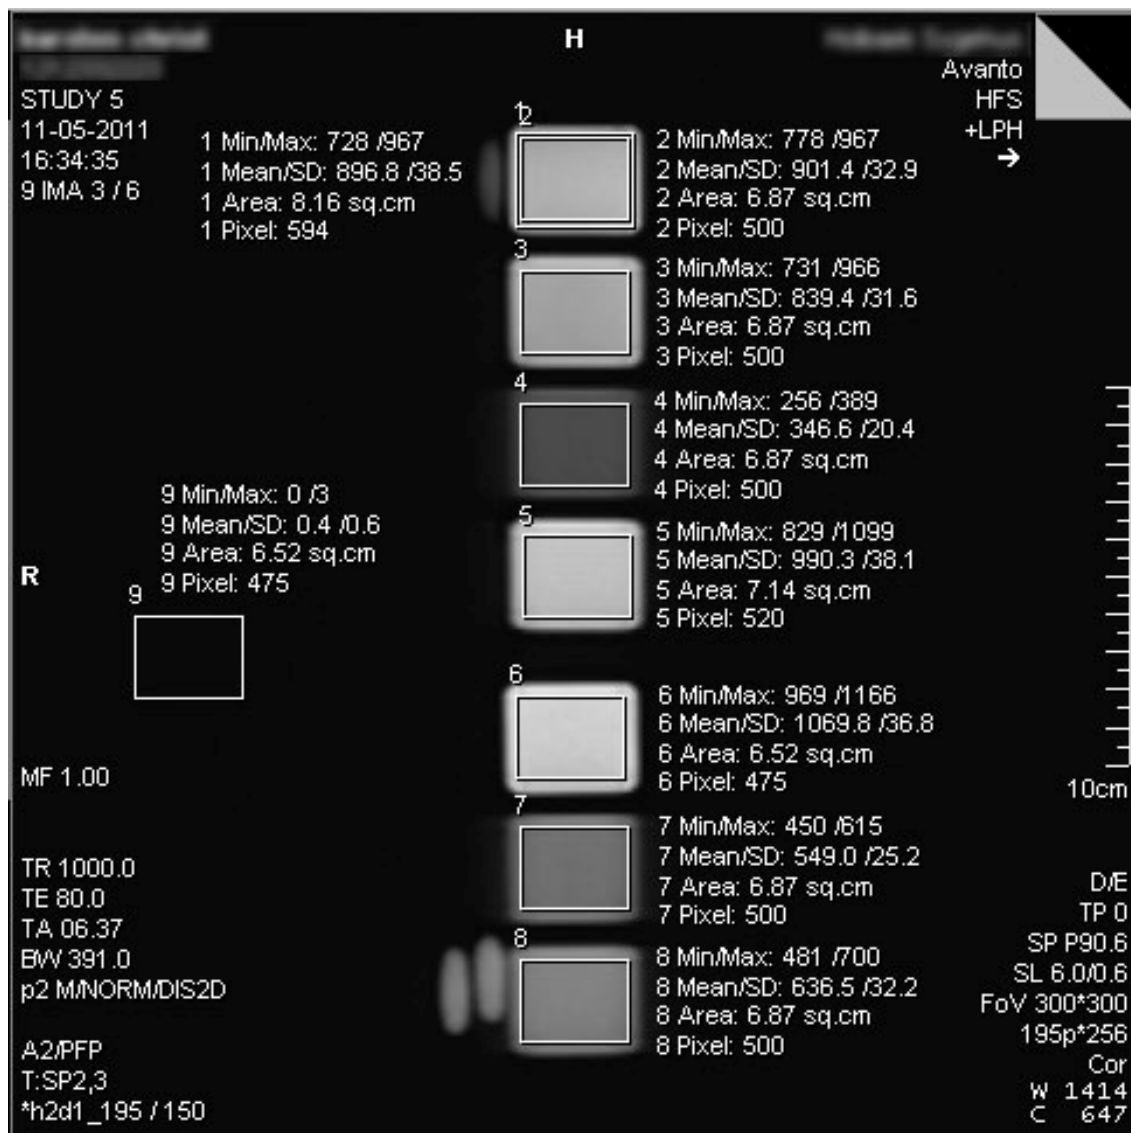 H
STUDY 5
11-05-2011
16:34:35
9 IMA 3 / 6
Avanto
HFS
+LPH
→
1 Min/Max: 728 /967
1 Mean/SD: 896.8 /38.5
1 Area: 8.16 sq.cm
1 Pixel: 594
1
2
2 Min/Max: 778 /967
2 Mean/SD: 901.4 /32.9
2 Area: 6.87 sq.cm
2 Pixel: 500
3
3 Min/Max: 731 /966
3 Mean/SD: 839.4 /31.6
3 Area: 6.87 sq.cm
3 Pixel: 500
4
4 Min/Max: 256 /389
4 Mean/SD: 346.6 /20.4
4 Area: 6.87 sq.cm
4 Pixel: 500
9 Min/Max: 0 /3
9 Mean/SD: 0.4 /0.6
9 Area: 6.52 sq.cm
9 Pixel: 475
R
9
5
5 Min/Max: 829 /1099
5 Mean/SD: 990.3 /38.1
5 Area: 7.14 sq.cm
5 Pixel: 520
6
6 Min/Max: 969 /1166
6 Mean/SD: 1069.8 /36.8
6 Area: 6.52 sq.cm
6 Pixel: 475
10cm
MF 1.00
7
7 Min/Max: 450 /615
7 Mean/SD: 549.0 /25.2
7 Area: 6.87 sq.cm
7 Pixel: 500
8
8 Min/Max: 481 /700
8 Mean/SD: 636.5 /32.2
8 Area: 6.87 sq.cm
8 Pixel: 500
TR 1000.0
TE 80.0
TA 06.37
BW 391.0
p2 M/NORM/DIS2D
A2/PFP
T:SP2,3
*h2d1_195 / 150
D/E
TP 0
SP P90.6
SL 6.0/0.6
FoV 300*300
195p*256
Cor
W 1414
C 647